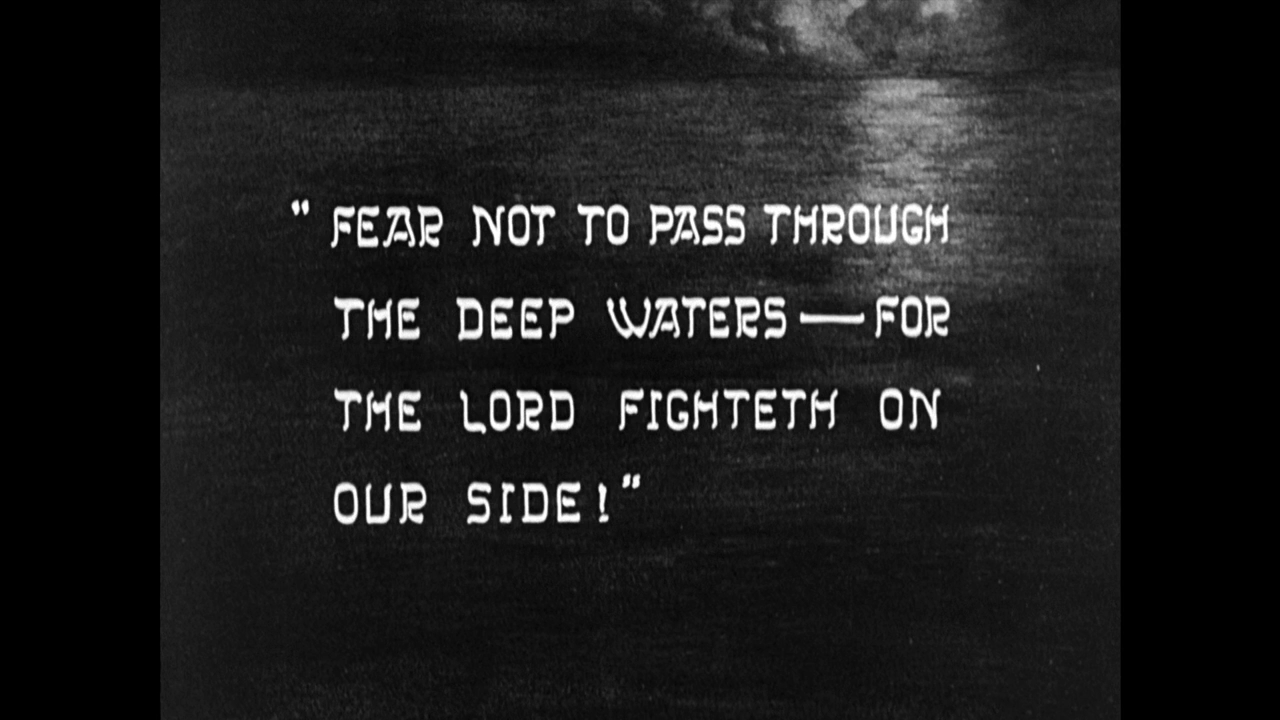 "FEAR NOT TO PASS THROUGH
THE DEEP WATERS—FOR
THE LORD FIGHTETH ON
OUR SIDE!"